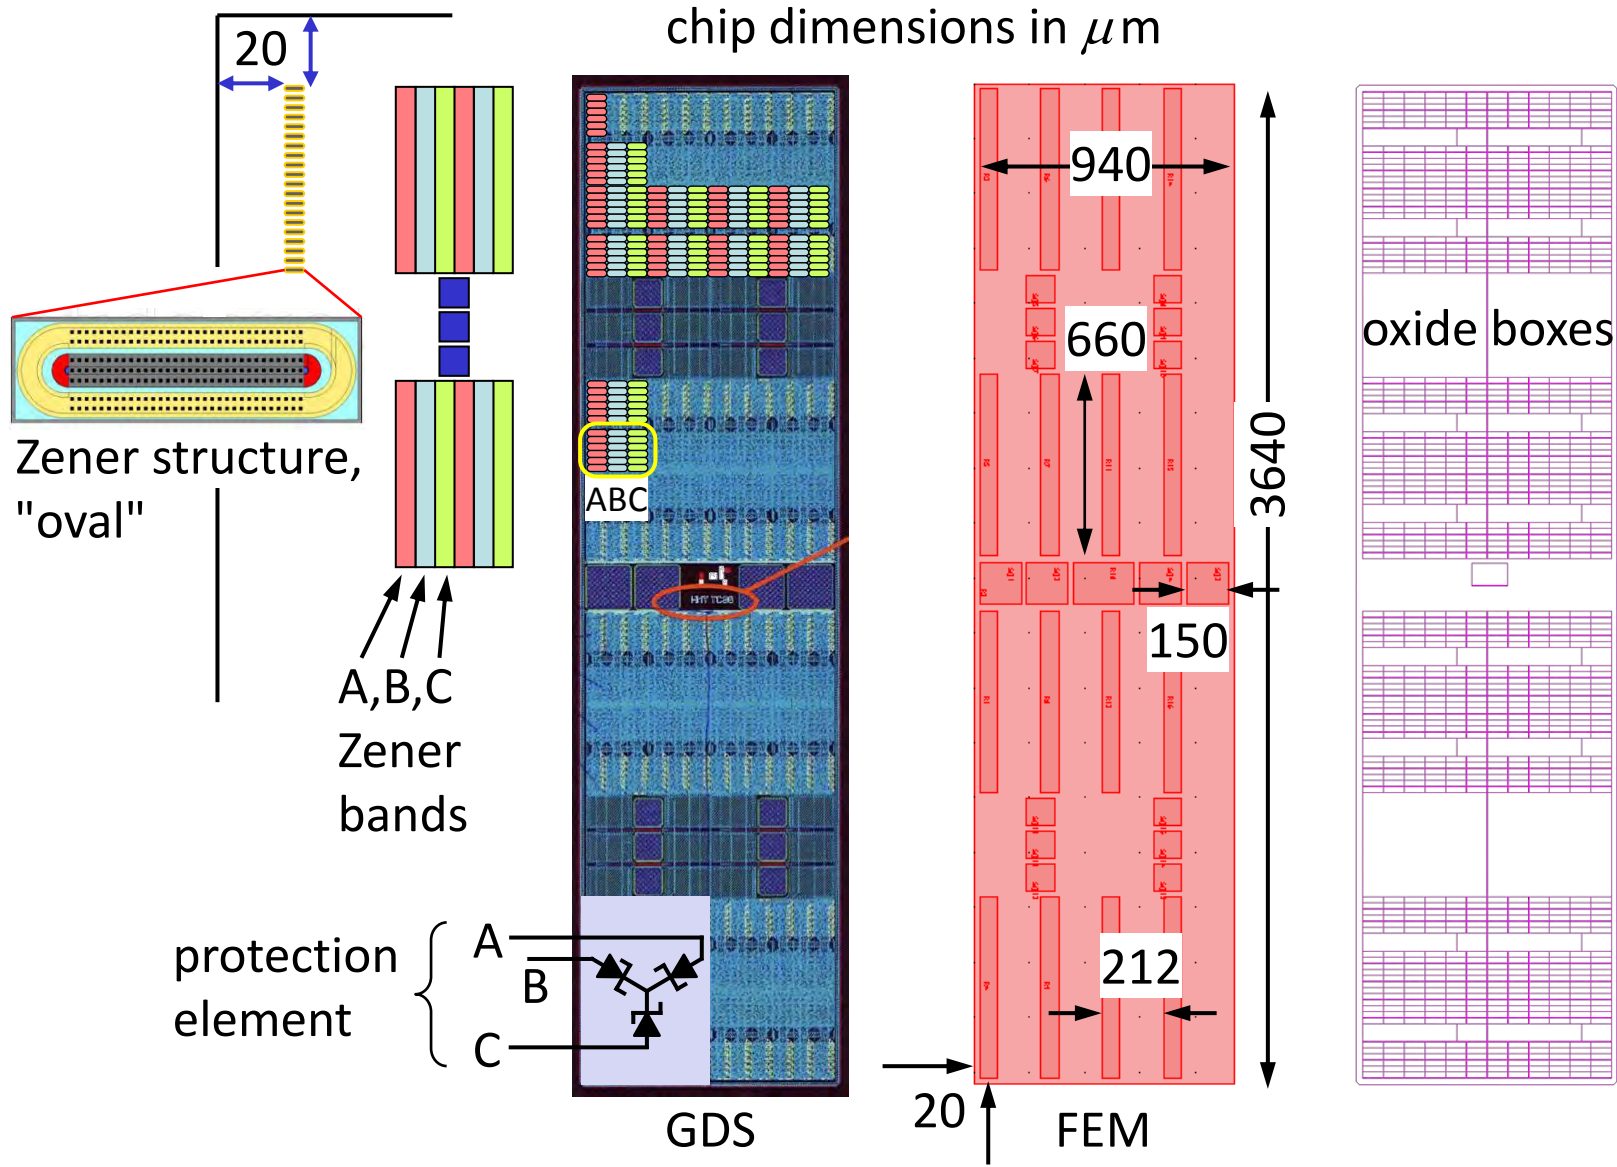 chip dimensions in μm
20
940
660
oxide boxes
3640
Zener structure,
"oval"
ABC
A,B,C
Zener
bands
150
protection
element
A
B
C
212
20
GDS
FEM